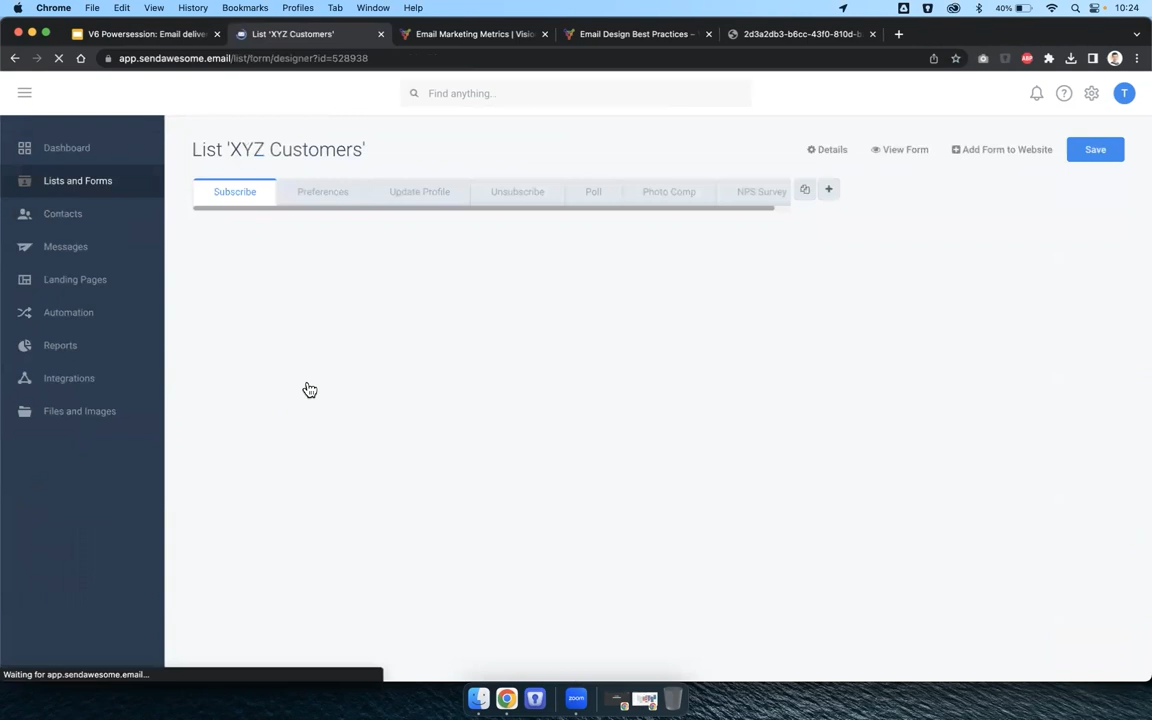 Chrome File Edit View History Bookmarks Profiles Tab Window Help 40% 10:24
V6 Powersession: Email deliver List 'XYZ Customers' Email Marketing Metrics | Visio Email Design Best Practices – 2d3a2db3-b6cc-43f0-810d-b
app.sendawesome.email/list/form/designer?id=528938 ABP
Find anything.. T
List 'XYZ Customers' Details View Form Add Form to Website Save
Subscribe Preferences Update Profile Unsubscribe Poll Photo Comp NPS Survey
Dashboard
Lists and Forms
Contacts
Messages
Landing Pages
Automation
Reports
Integrations
Files and Images
Waiting for app.sendawesome.email...
zoom